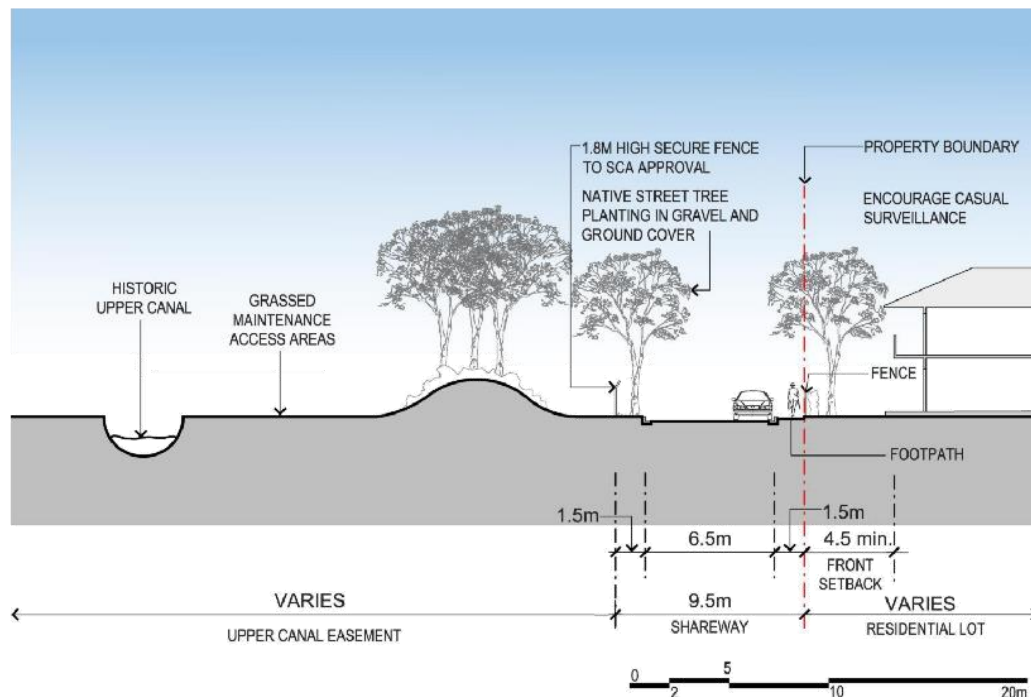 1.8M HIGH SECURE FENCE
TO SCA APPROVAL
PROPERTY BOUNDARY
NATIVE STREET TREE
PLANTING IN GRAVEL AND
GROUND COVER
ENCOURAGE CASUAL
SURVEILLANCE
HISTORIC
UPPER CANAL
GRASSED
MAINTENANCE
ACCESS AREAS
FENCE
FOOTPATH
1.5m
1.5m
6.5m
4.5 min.
FRONT
SETBACK
VARIES
9.5m
VARIES
UPPER CANAL EASEMENT
SHAREWAY
RESIDENTIAL LOT
0
5
2
10
20m